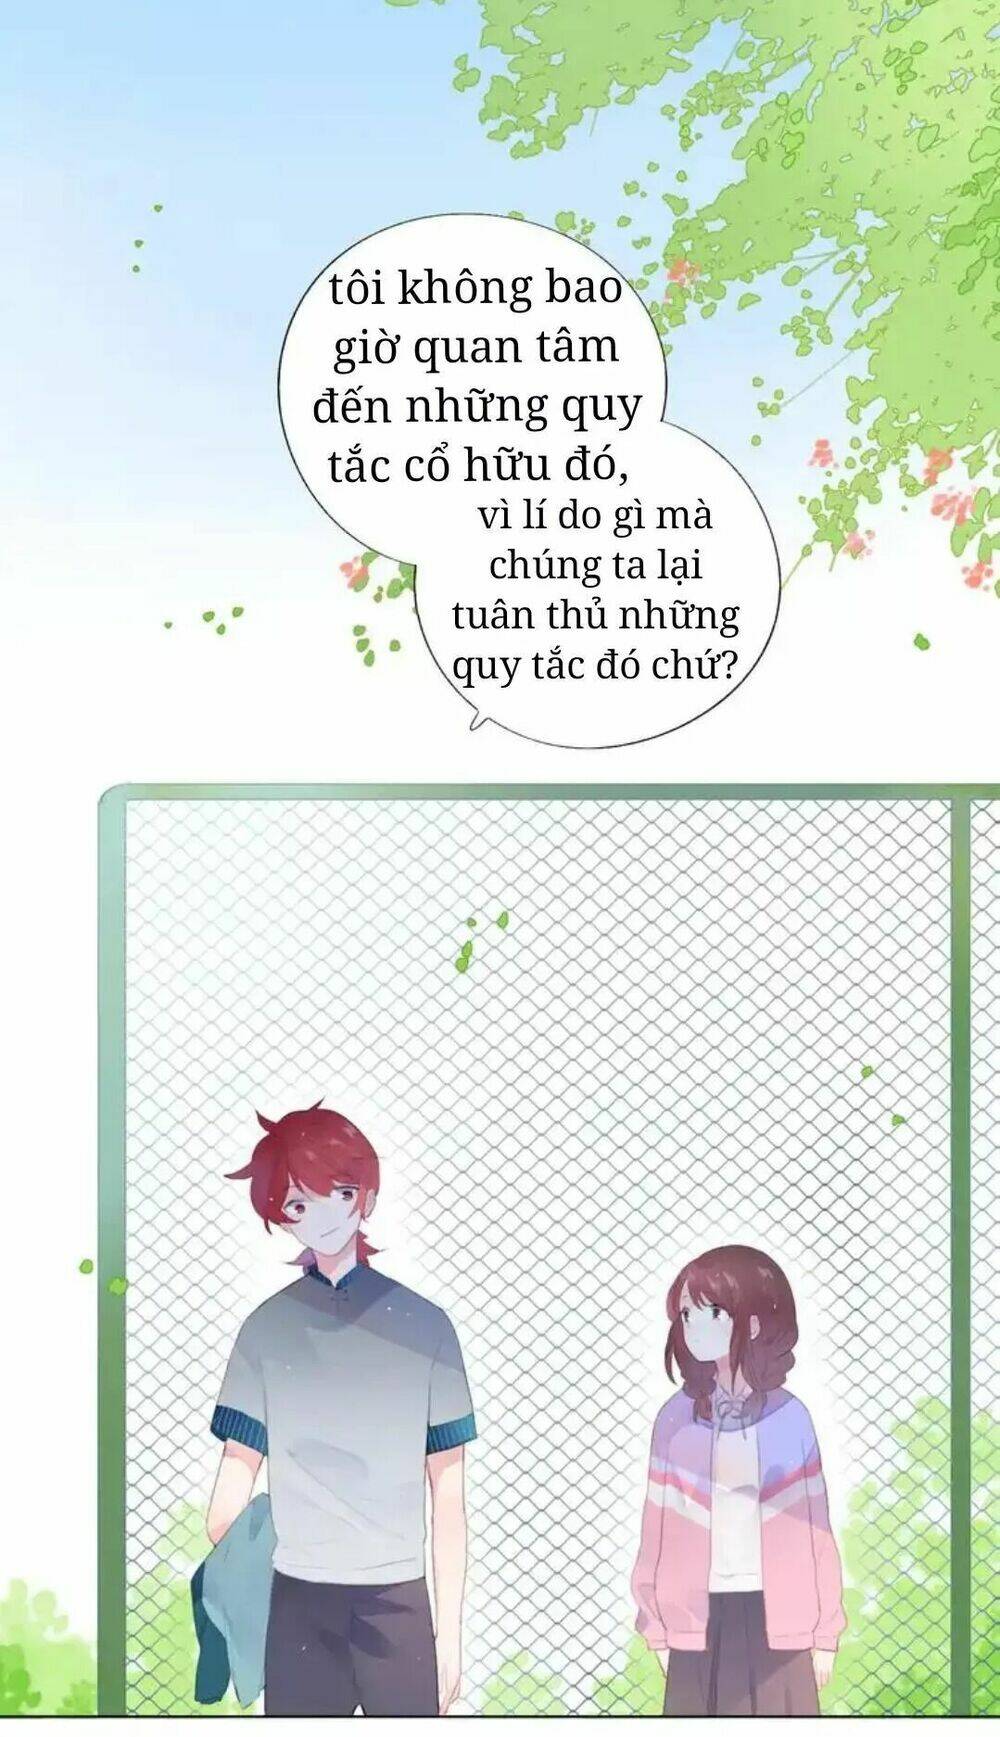 tôi không bao
giờ quan tâm
đến những quy
tắc cổ hữu đó,
vì lí do gì mà
chúng ta lại
tuân thủ những
quy tắc đó chứ?